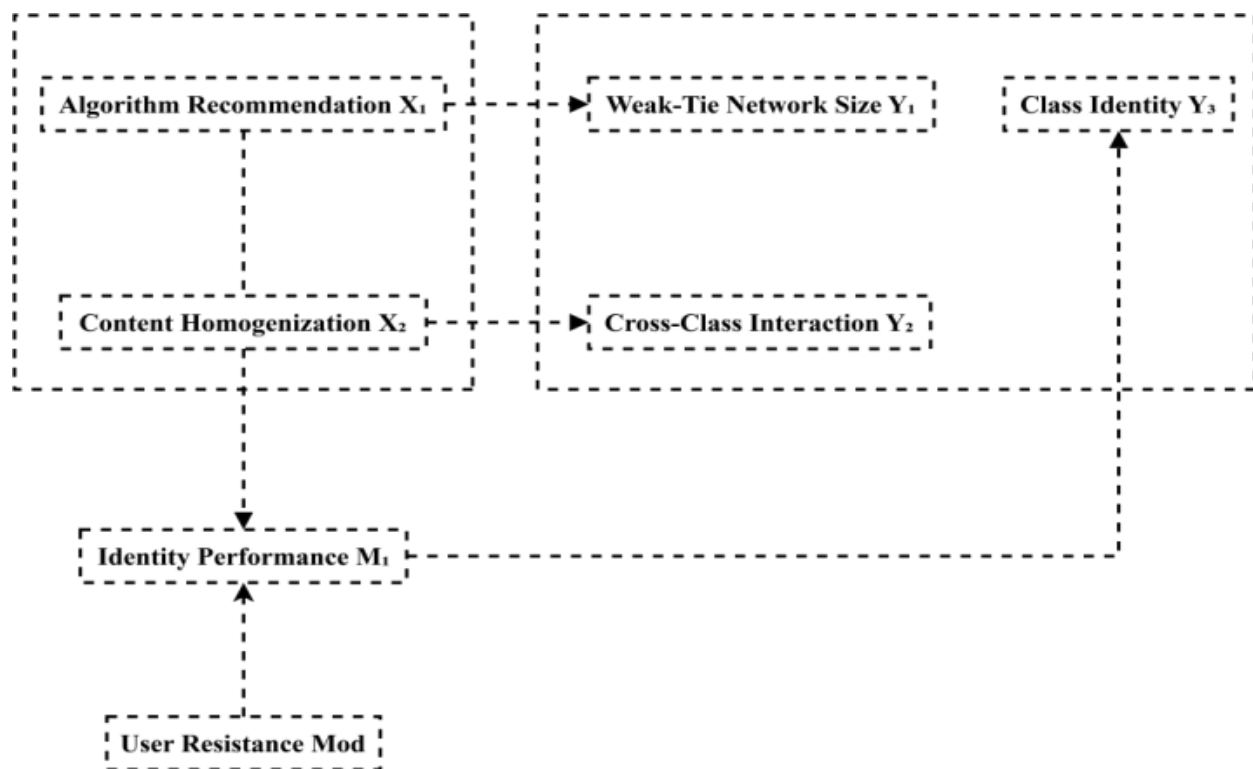 Algorithm Recommendation X₁
Weak-Tie Network Size Y₁
Class Identity Y₃
Content Homogenization X₂
Cross-Class Interaction Y₂
Identity Performance M₁
User Resistance Mod